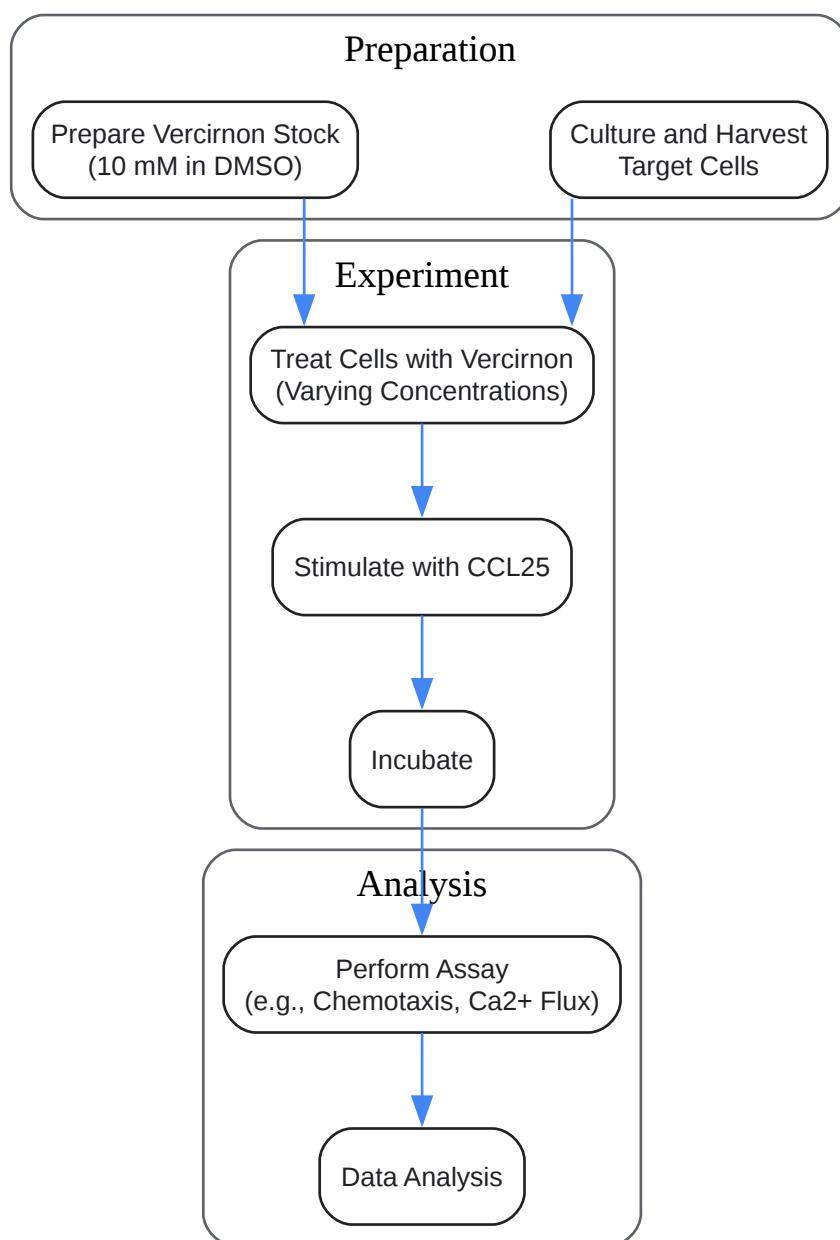 Preparation
Prepare Vercirnon Stock
(10 mM in DMSO)
Culture and Harvest
Target Cells
Experiment
Treat Cells with Vercirnon
(Varying Concentrations)
Stimulate with CCL25
Incubate
Analysis
Perform Assay
(e.g., Chemotaxis, Ca2+ Flux)
Data Analysis